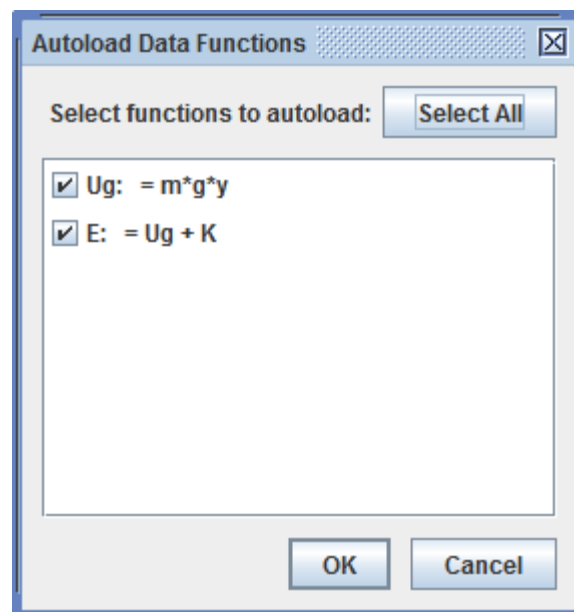 Autoload Data Functions
Select functions to autoload: Select All
Ug: = m*g*y
E: = Ug + K
OK Cancel